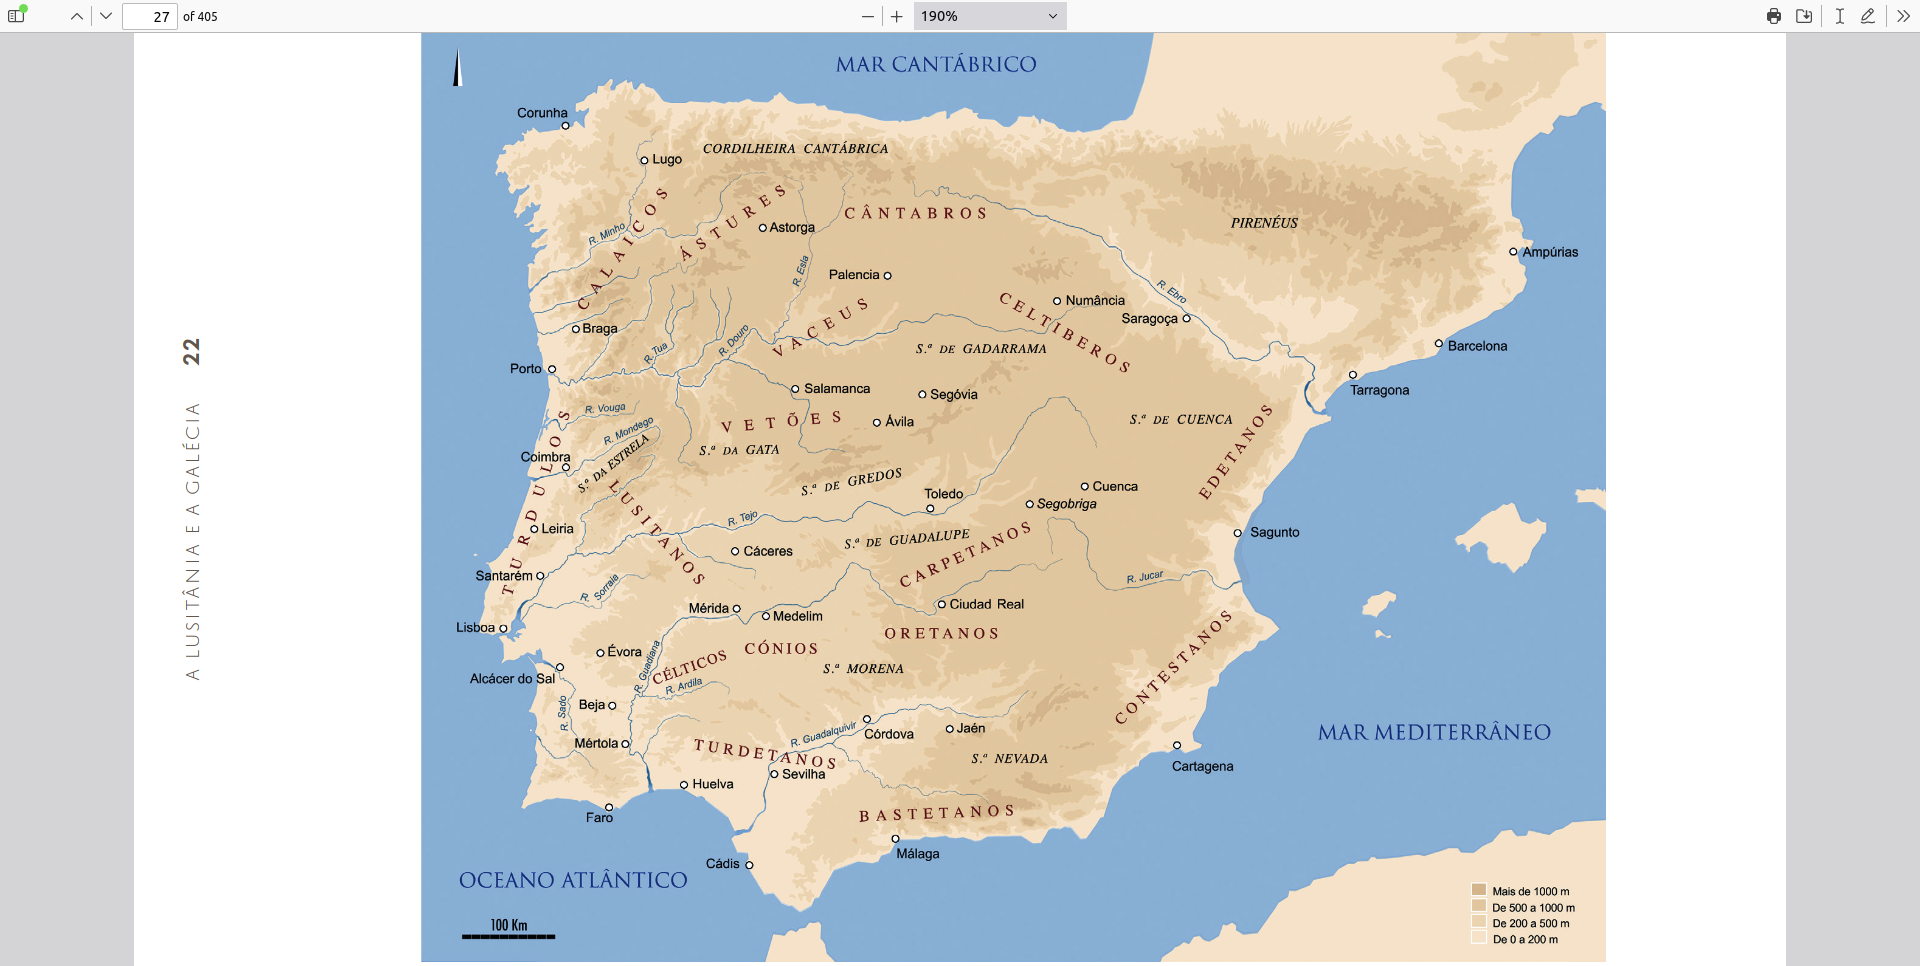 27 of 405 190%
22
A LUSITÂNIA E A GALÉCIA
MAR CANTÁBRICO
Corunha
Lugo
CORDILHEIRA CANTÁBRICA
CALAICOS
ÁSTURES
CÂNTABROS
PIRENÉUS
R. Minho
Astorga
Ampúrias
R. Esla
Palencia
R. Ebro
CELTIBEROS
Numância
VACEUS
Saragoça
Braga
R. Tua
R. Douro
S.ª DE GADARRAMA
Barcelona
Porto
Salamanca
Segóvia
Tarragona
R. Vouga
VETÕES
Ávila
S.ª DE CUENCA
EDETANOS
R. Mondego
S.ª DA ESTRELA
S.ª DA GATA
Coimbra
TURDULOS
LUSITANOS
S.ª DE GREDOS
Toledo
Cuenca
Segobriga
R. Tejo
Leiria
S.ª DE GUADALUPE
CARPETANOS
Sagunto
Cáceres
Santarém
R. Sorraia
R. Jucar
Mérida
Medelim
Ciudad Real
Lisboa
ORETANOS
CONTESTANOS
Évora
CÓNIOS
R. Guadiana
CÉLTICOS
S.ª MORENA
Alcácer do Sal
R. Ardila
R. Sado
Beja
R. Guadalquivir
Córdova
Jaén
MAR MEDITERRÂNEO
Mértola
TURDETANOS
S.ª NEVADA
Cartagena
Sevilha
Huelva
Faro
BASTETANOS
Málaga
Cádis
OCEANO ATLÂNTICO
100 Km
Mais de 1000 m
De 500 a 1000 m
De 200 a 500 m
De 0 a 200 m